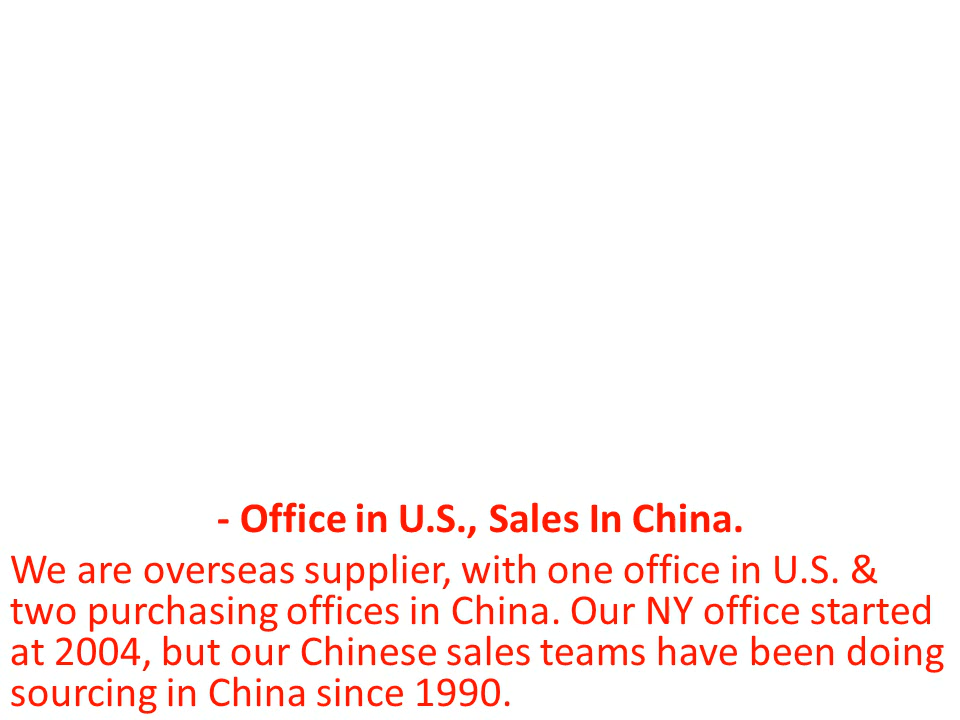 - Office in U.S., Sales In China.
We are overseas supplier, with one office in U.S. &
two purchasing offices in China. Our NY office started
at 2004, but our Chinese sales teams have been doing
sourcing in China since 1990.